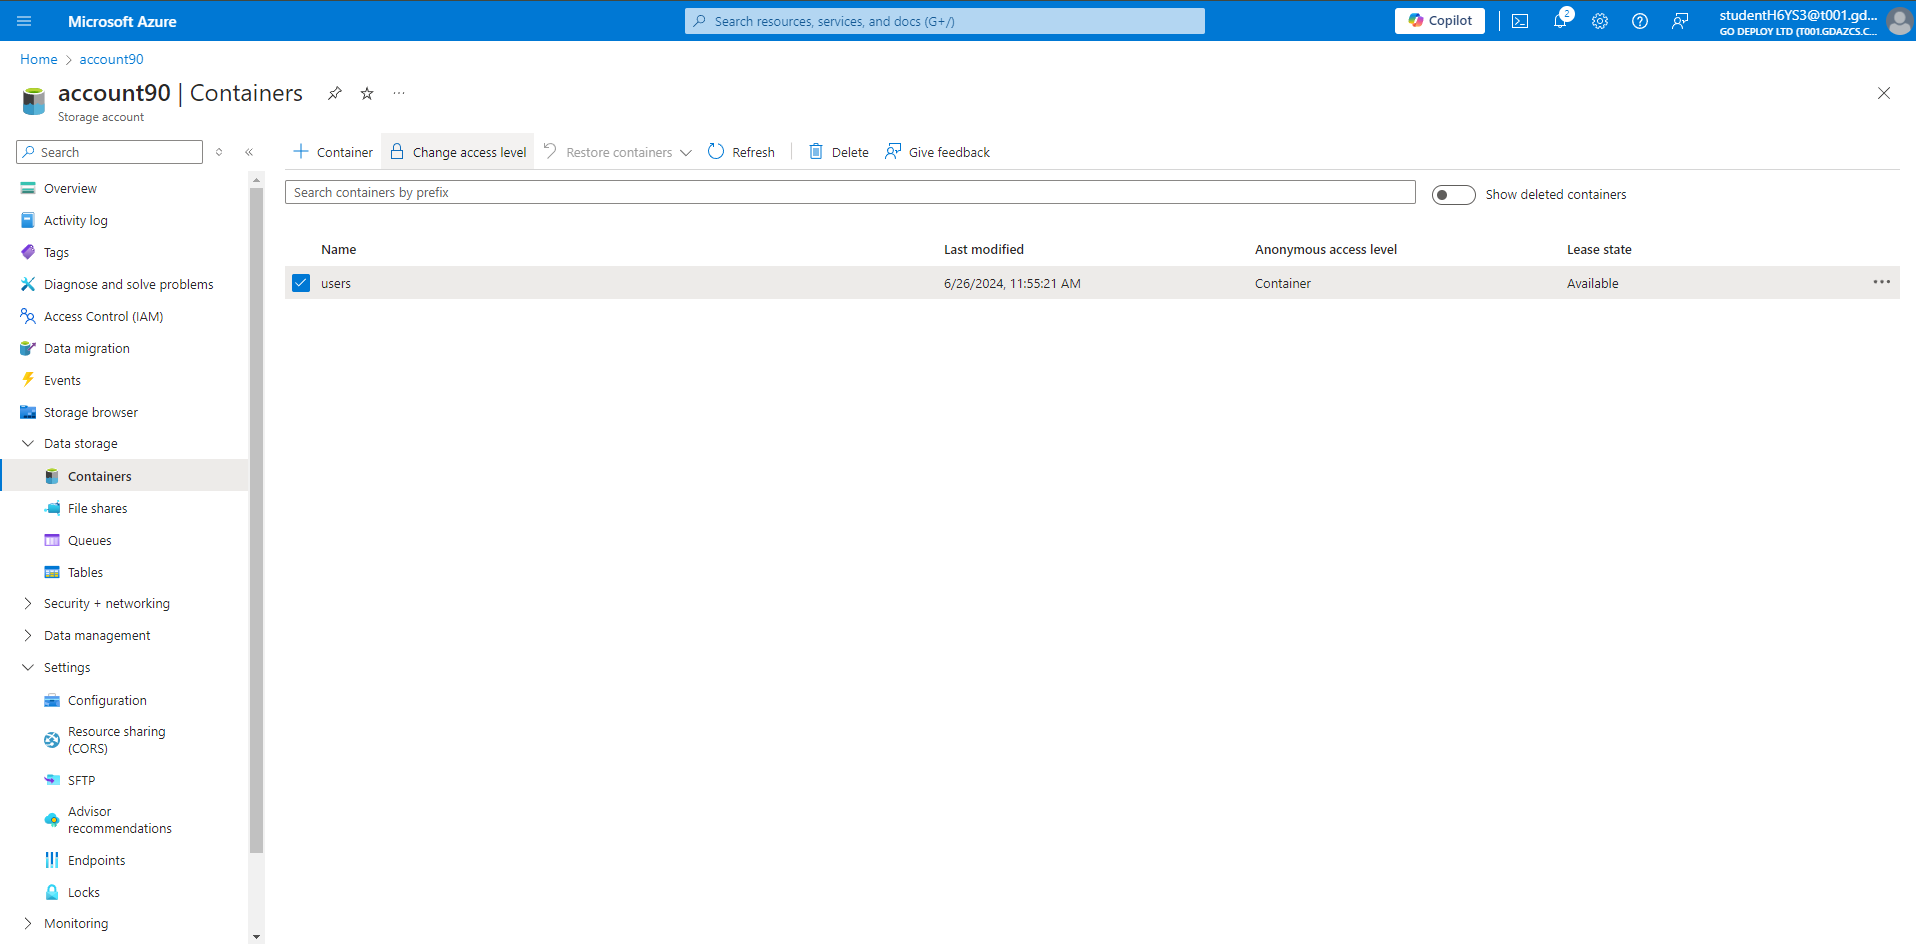 Microsoft Azure
Search resources, services, and docs (G+/)
Copilot
2
studentH6YS3@t001.gd...
GO DEPLOY LTD (T001.GDAZCS.C...
Home > account90
account90 | Containers
...
Storage account
Search
Container
Change access level
Restore containers
Refresh
Delete
Give feedback
Search containers by prefix
Show deleted containers
Name
Last modified
Anonymous access level
Lease state
users
6/26/2024, 11:55:21 AM
Container
Available
...
Overview
Activity log
Tags
Diagnose and solve problems
Access Control (IAM)
Data migration
Events
Storage browser
Data storage
Containers
File shares
Queues
Tables
Security + networking
Data management
Settings
Configuration
Resource sharing
(CORS)
SFTP
Advisor
recommendations
Endpoints
Locks
Monitoring